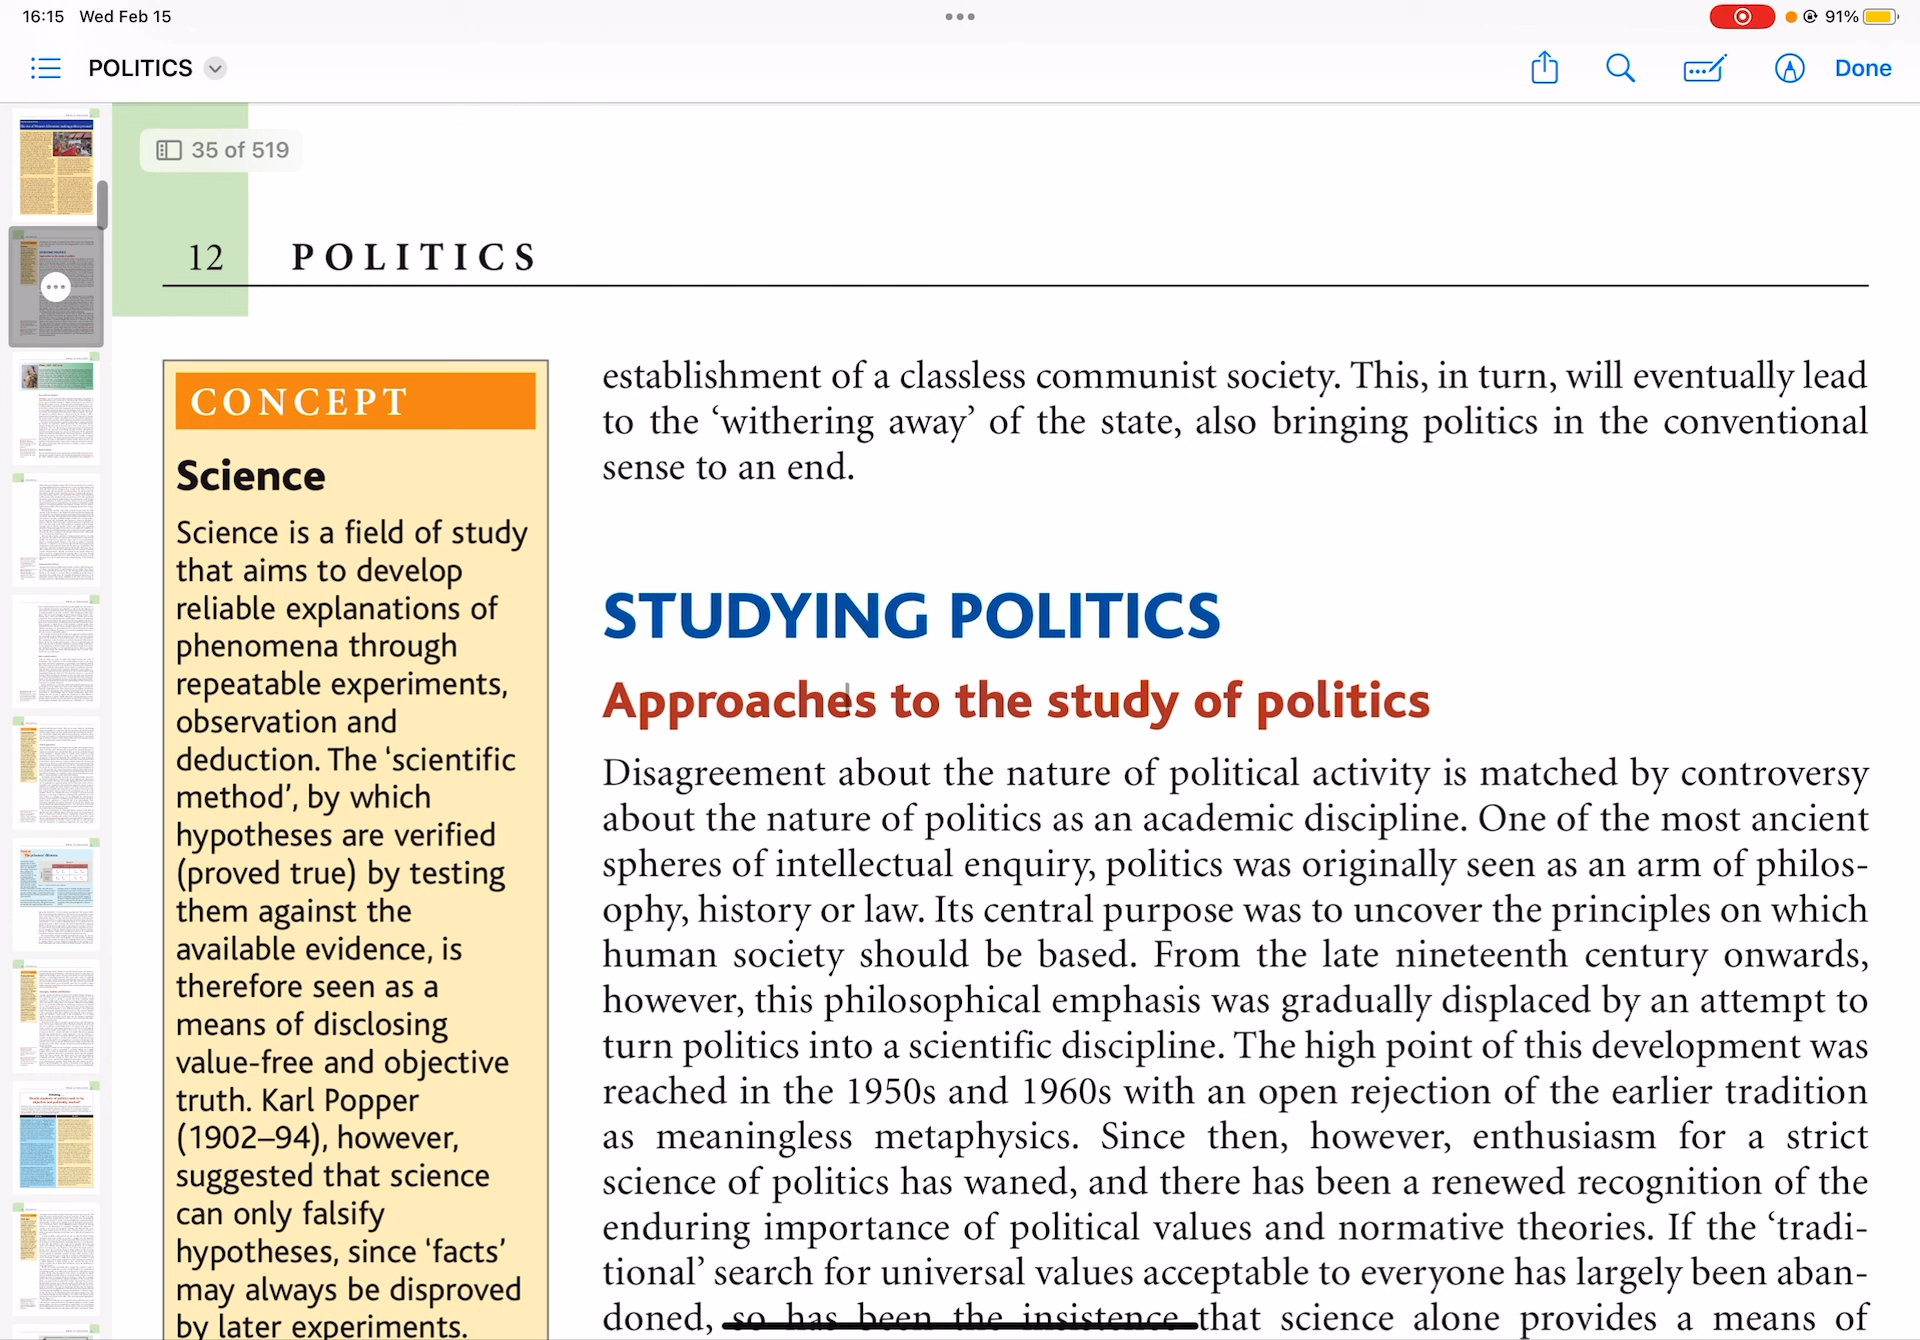 16:15 Wed Feb 15
91%
POLITICS
Done
35 of 519
12 POLITICS
CONCEPT
Science
Science is a field of study
that aims to develop
reliable explanations of
phenomena through
repeatable experiments,
observation and
deduction. The ‘scientific
method’, by which
hypotheses are verified
(proved true) by testing
them against the
available evidence, is
therefore seen as a
means of disclosing
value-free and objective
truth. Karl Popper
(1902–94), however,
suggested that science
can only falsify
hypotheses, since ‘facts’
may always be disproved
by later experiments.
establishment of a classless communist society. This, in turn, will eventually lead
to the ‘withering away’ of the state, also bringing politics in the conventional
sense to an end.
STUDYING POLITICS
Approaches to the study of politics
Disagreement about the nature of political activity is matched by controversy
about the nature of politics as an academic discipline. One of the most ancient
spheres of intellectual enquiry, politics was originally seen as an arm of philos-
ophy, history or law. Its central purpose was to uncover the principles on which
human society should be based. From the late nineteenth century onwards,
however, this philosophical emphasis was gradually displaced by an attempt to
turn politics into a scientific discipline. The high point of this development was
reached in the 1950s and 1960s with an open rejection of the earlier tradition
as meaningless metaphysics. Since then, however, enthusiasm for a strict
science of politics has waned, and there has been a renewed recognition of the
enduring importance of political values and normative theories. If the ‘tradi-
tional’ search for universal values acceptable to everyone has largely been aban-
doned, so has been the insistence that science alone provides a means of